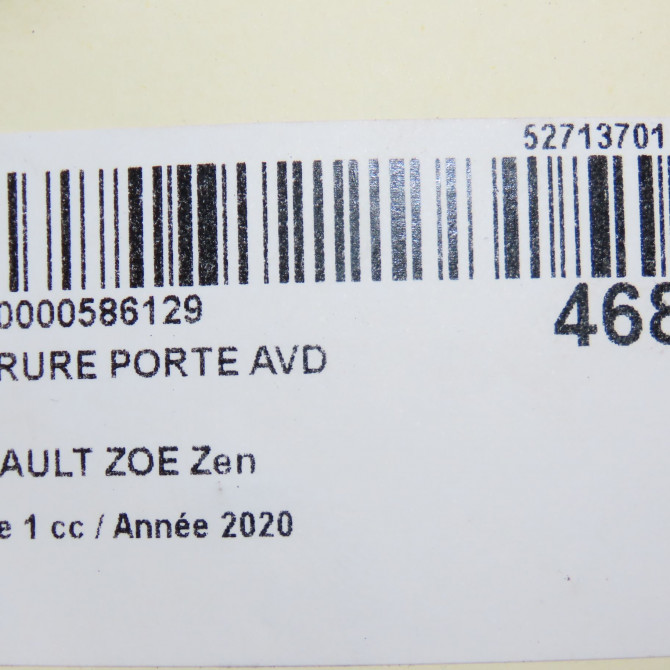 52713701
0000586129
468
RURE PORTE AVD
AULT ZOE Zen
e 1 cc / Année 2020